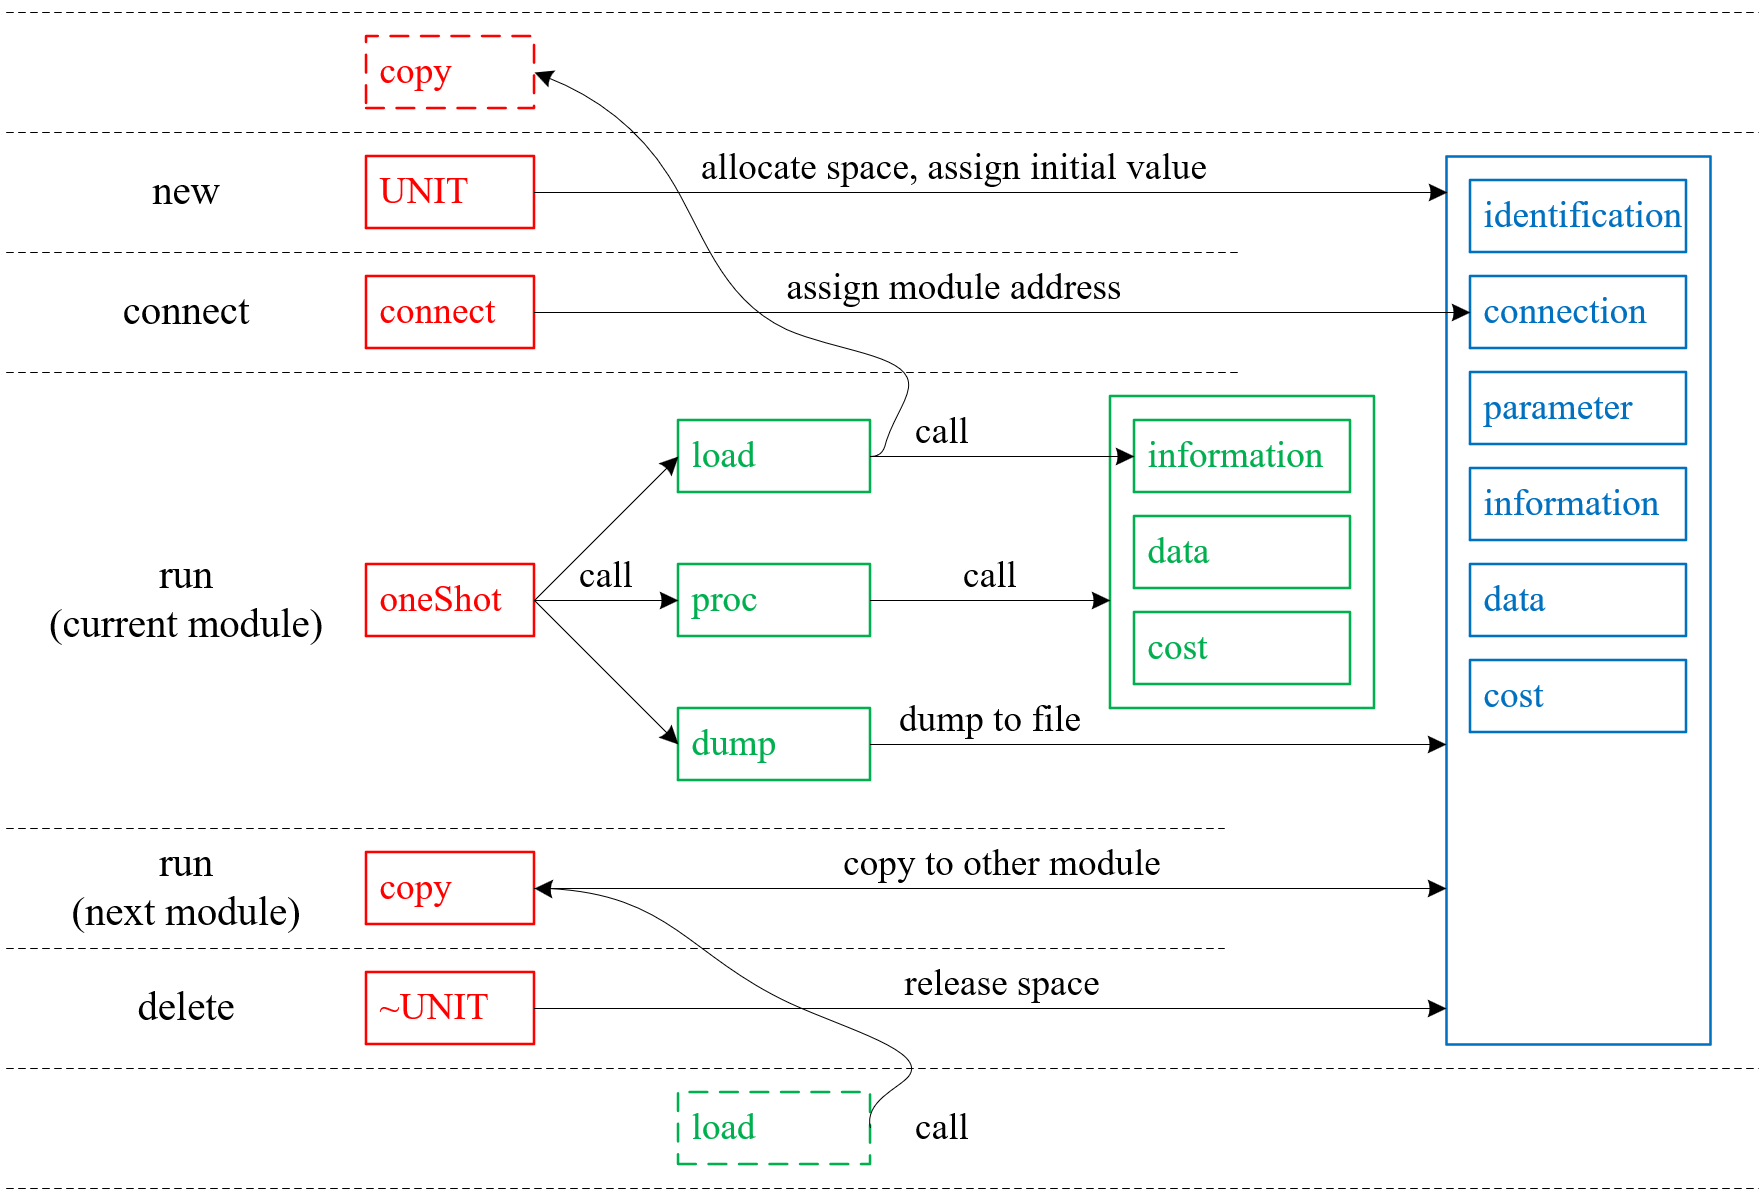 copy
new
UNIT
allocate space, assign initial value
identification
connect
connect
assign module address
connection
parameter
load
call
information
information
data
run
(current module)
oneShot
call
proc
call
data
cost
cost
dump
dump to file
run
(next module)
copy
copy to other module
delete
~UNIT
release space
load
call